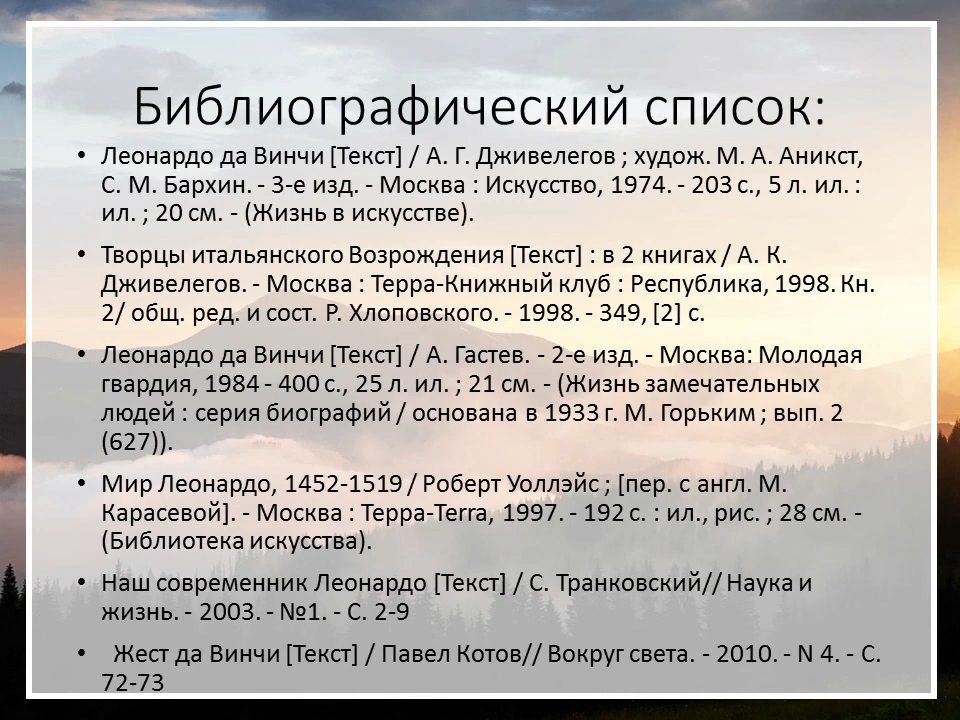 Библиографический список:
• Леонардо да Винчи [Текст] / А. Г. Дживелегов ; худож. М. А. Аникст,
С. М. Бархин. - 3-е изд. - Москва : Искусство, 1974. - 203 с., 5 л. ил. :
ил. ; 20 см. - (Жизнь в искусстве).
• Творцы итальянского Возрождения [Текст] : в 2 книгах / А. К.
Дживелегов. - Москва : Терра-Книжный клуб : Республика, 1998. Кн.
2/ общ. ред. и сост. Р. Хлоповского. - 1998. - 349, [2] с.
• Леонардо да Винчи [Текст] / А. Гастев. - 2-е изд. - Москва: Молодая
гвардия, 1984 - 400 с., 25 л. ил. ; 21 см. - (Жизнь замечательных
людей : серия биографий / основана в 1933 г. М. Горьким ; вып. 2
(627)).
• Мир Леонардо, 1452-1519 / Роберт Уоллэйс ; [пер. с англ. М.
Карасевой]. - Москва : Терра-Terra, 1997. - 192 с. : ил., рис. ; 28 см. -
(Библиотека искусства).
• Наш современник Леонардо [Текст] / С. Транковский// Наука и
жизнь. - 2003. - №1. - С. 2-9
• Жест да Винчи [Текст] / Павел Котов// Вокруг света. - 2010. - N 4. - С.
72-73